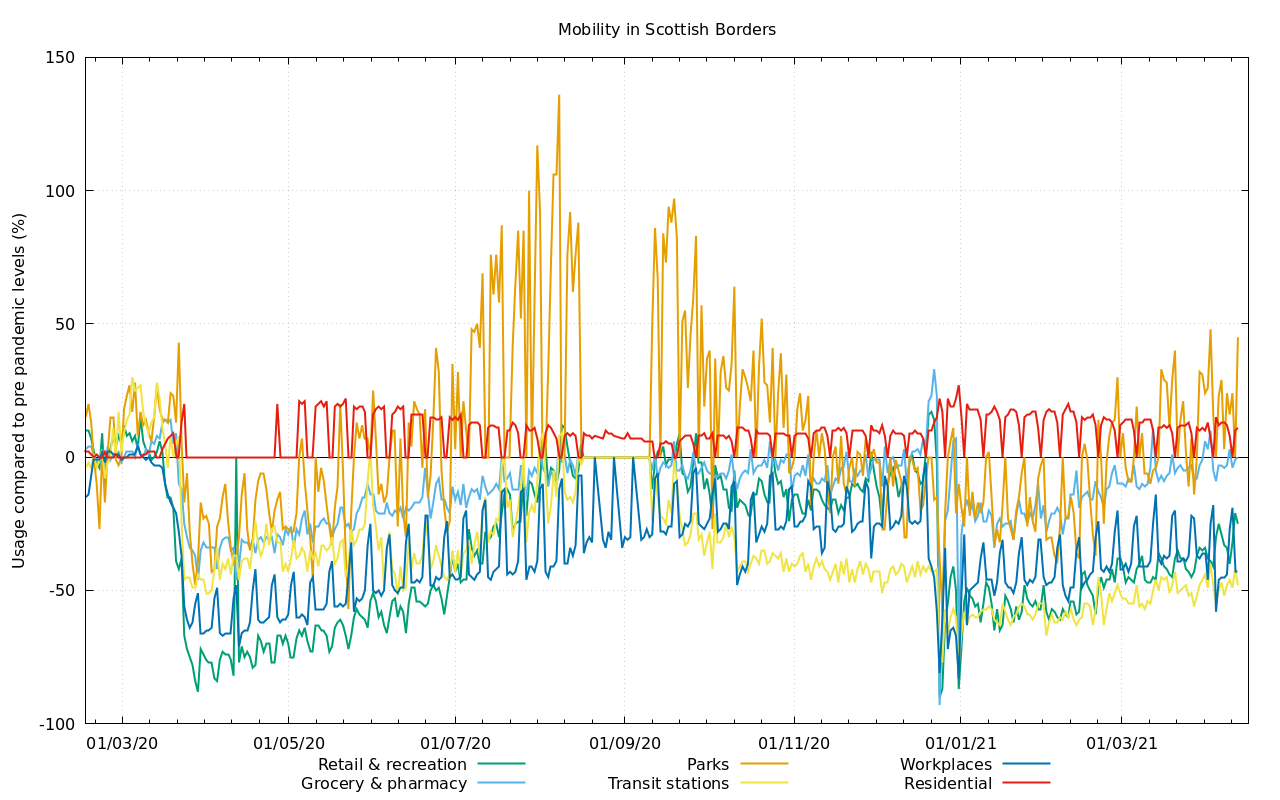 Mobility in Scottish Borders
Usage compared to pre pandemic levels (%)
150
100
50
0
-50
-100
01/03/20 01/05/20 01/07/20 01/09/20 01/11/20 01/01/21 01/03/21
Retail & recreation Parks Workplaces
Grocery & pharmacy Transit stations Residential